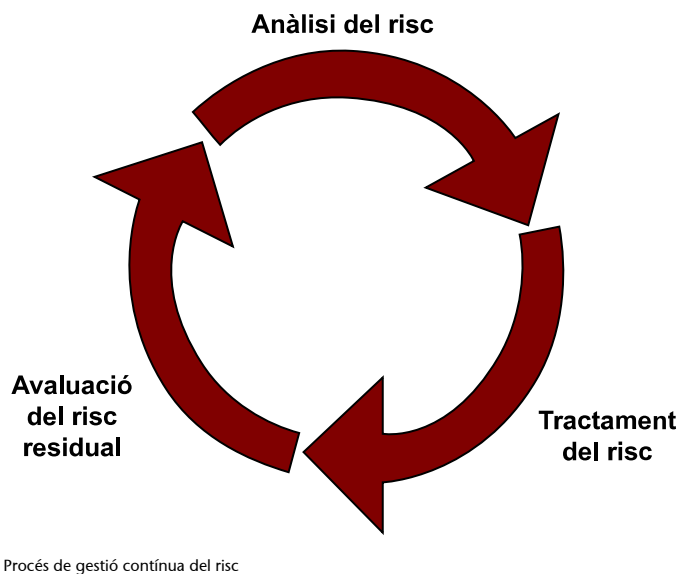 Anàlisi del risc
Tractament
del risc
Avaluació
del risc
residual
Procés de gestió contínua del risc